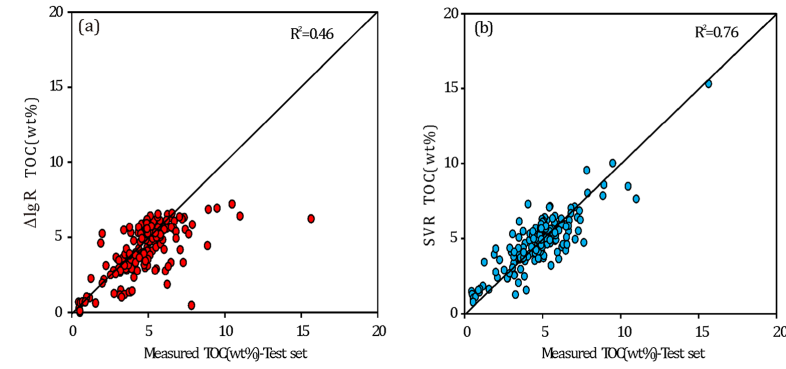 (a)
R²=0.46
20
15
10
5
0
ΔlgR TOC(wt%)
0 5 10 15 20
Measured TOC(wt%)-Test set
(b)
R²=0.76
20
15
10
5
0
SVR TOC(wt%)
0 5 10 15 20
Measured TOC(wt%)-Test set